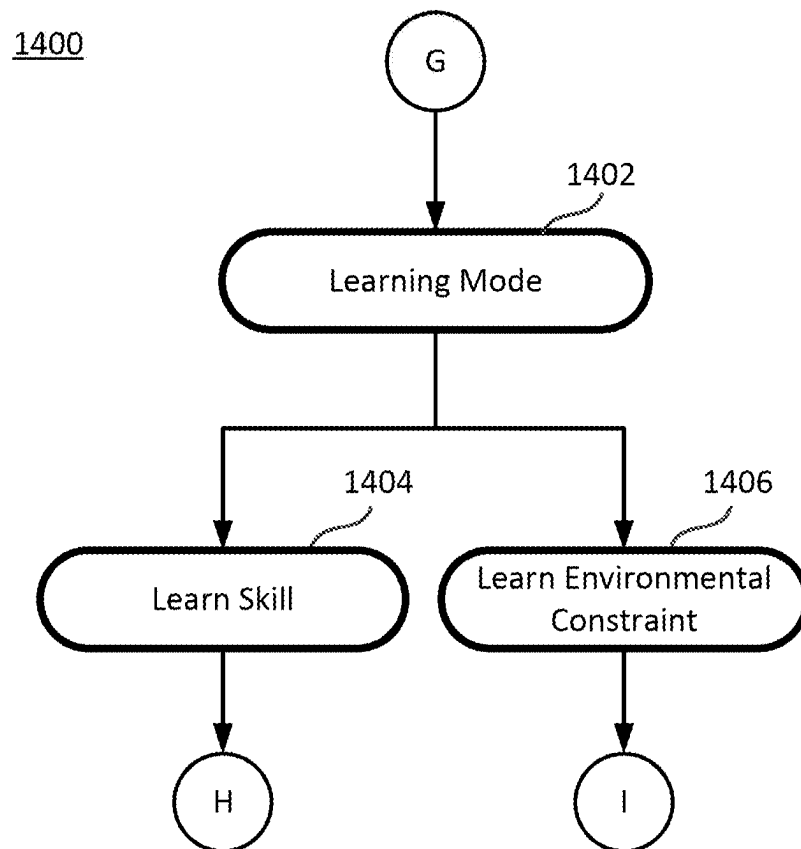 1400
G
1402
Learning Mode
1404
1406
Learn Skill
Learn Environmental
Constraint
H
I